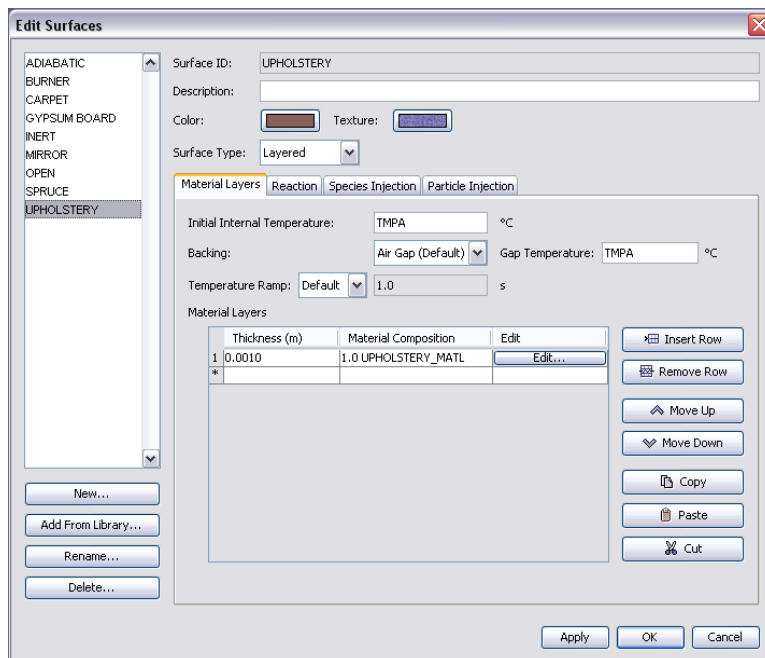 Edit Surfaces
ADIABATIC
BURNER
CARPET
GYPSUM BOARD
INERT
MIRROR
OPEN
SPRUCE
UPHOLSTERY
New...
Add From Library...
Rename...
Delete...
Surface ID: UPHOLSTERY
Description:
Color: Texture:
Surface Type: Layered
Material Layers Reaction Species Injection Particle Injection
Initial Internal Temperature: TMPA °C
Backing: Air Gap (Default) Gap Temperature: TMPA °C
Temperature Ramp: Default 1.0 s
Material Layers
Thickness (m) Material Composition Edit
1 0.0010 1.0 UPHOLSTERY_MATL Edit...
*
Insert Row
Remove Row
Move Up
Move Down
Copy
Paste
Cut
Apply OK Cancel